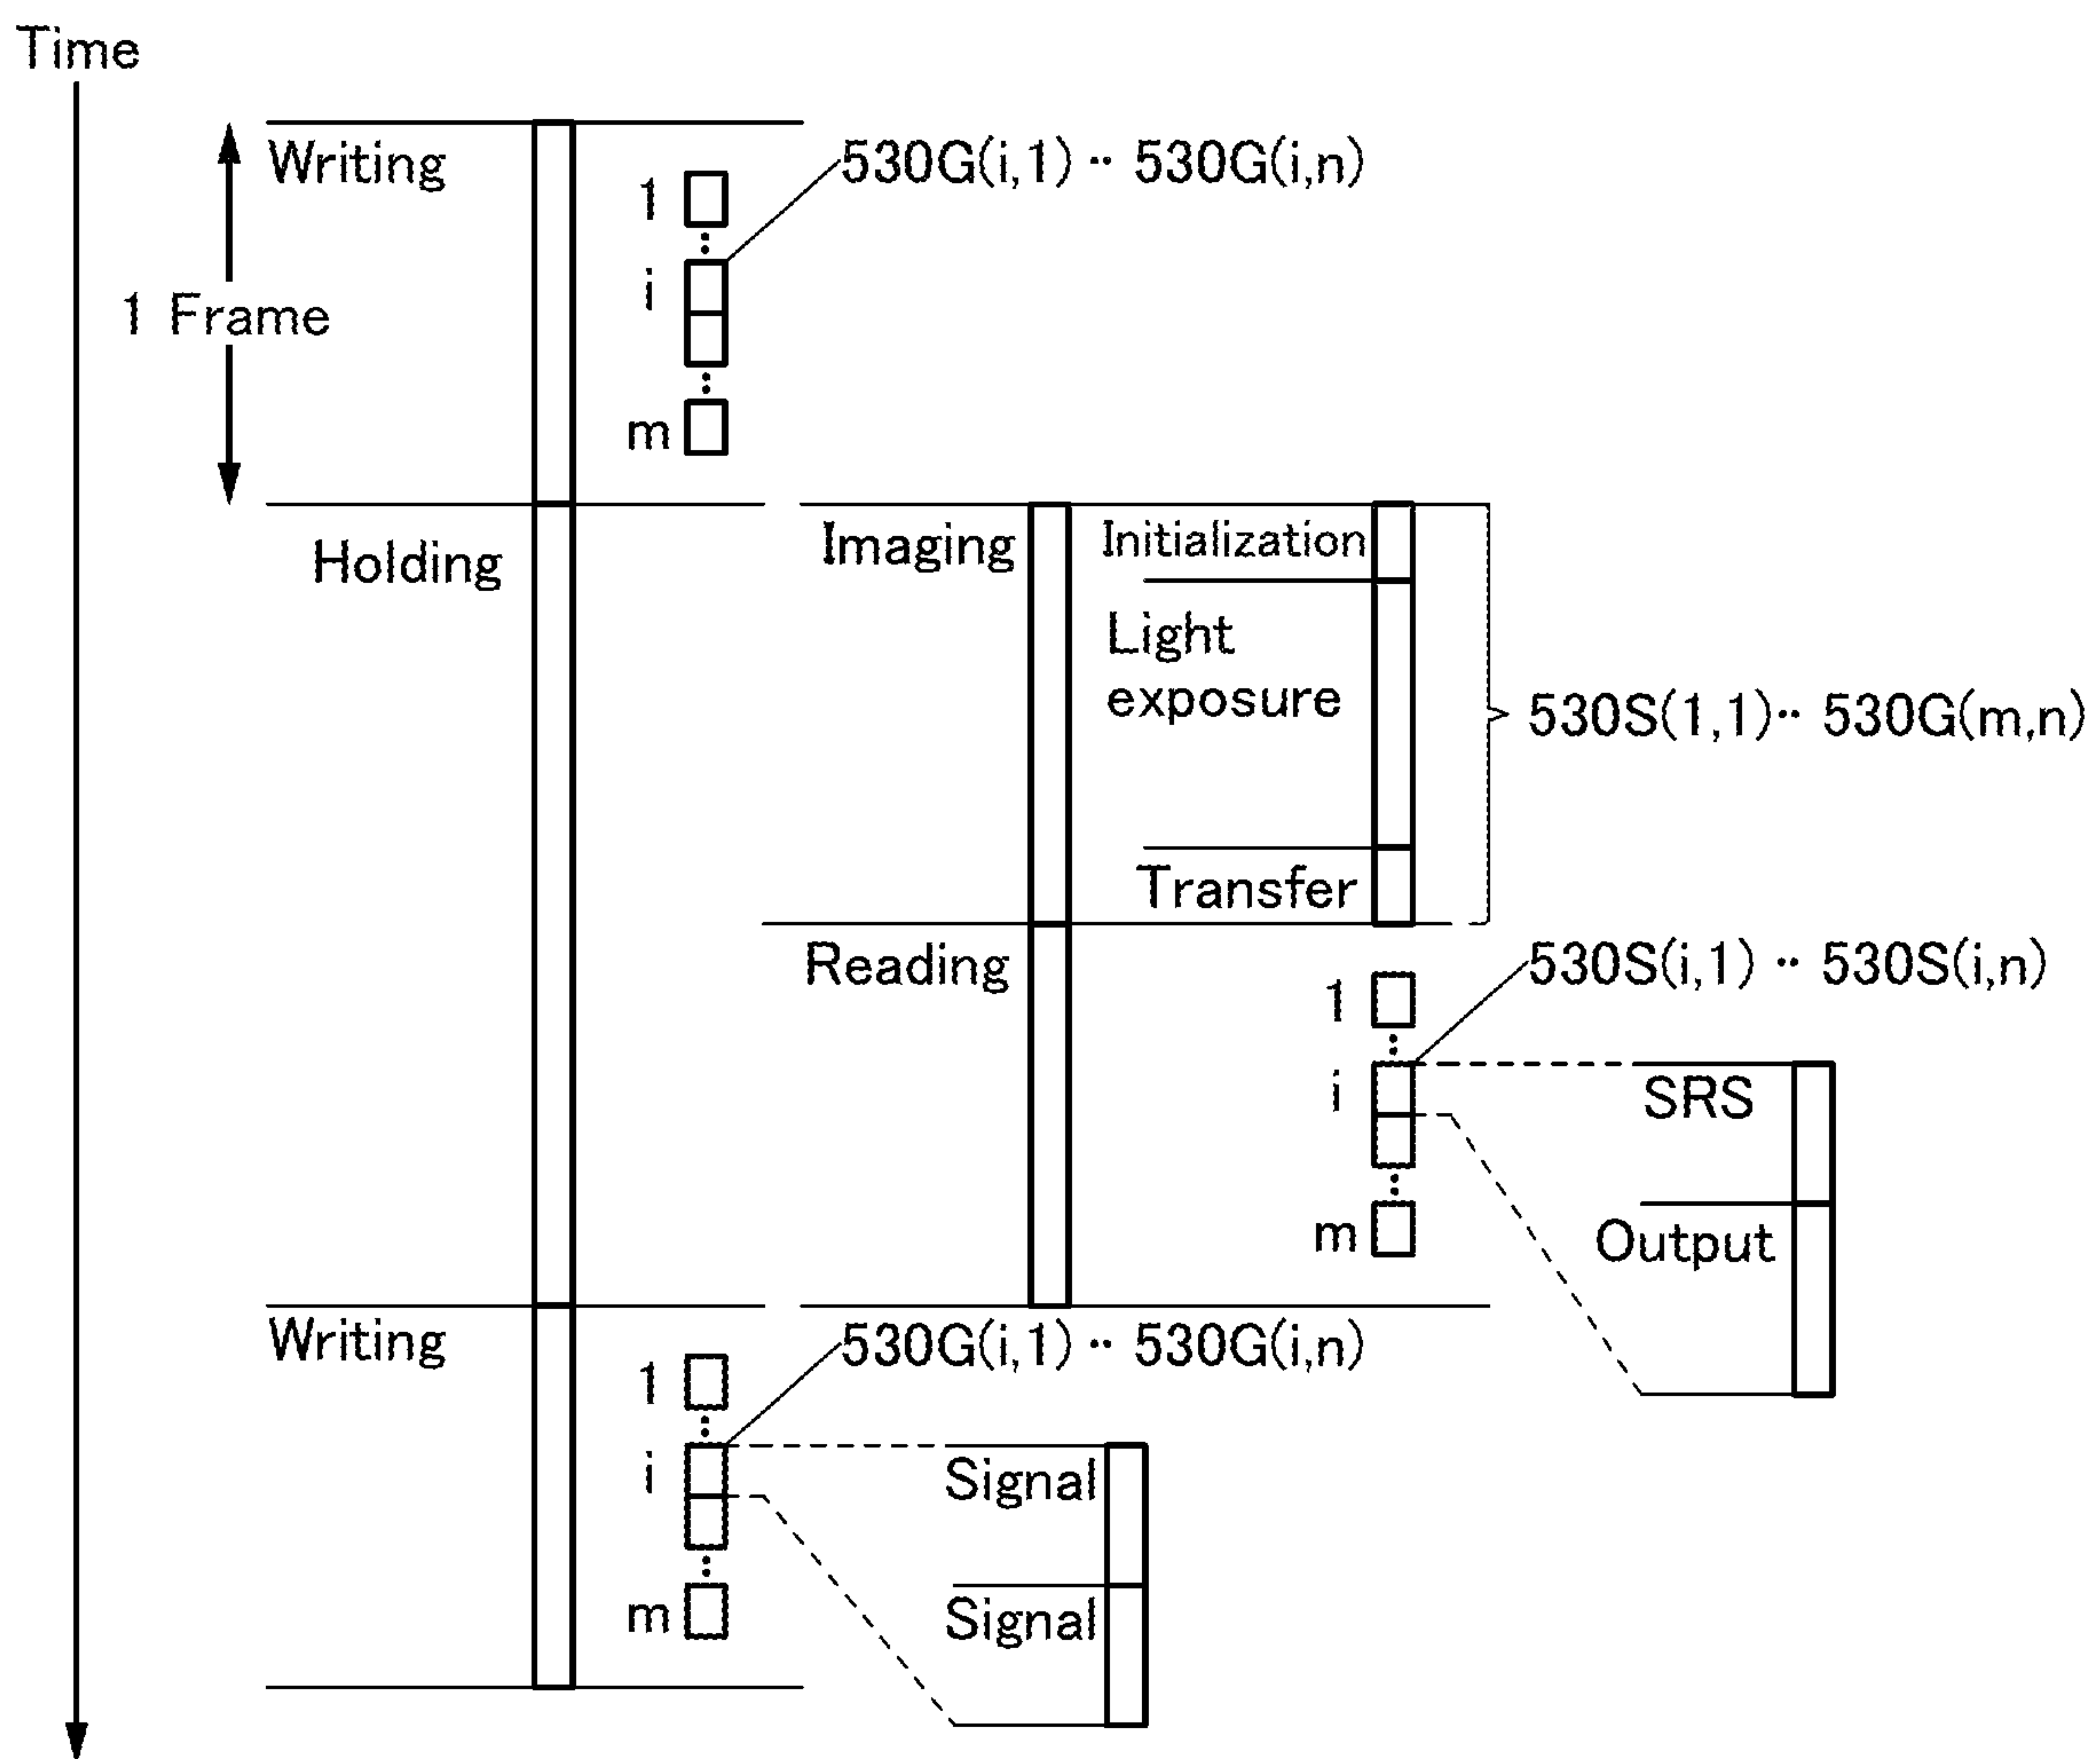 Time
Writing
530G(i,1) ·· 530G(i,n)
1
i
1 Frame
m
Holding
Imaging
Initialization
Light
exposure
530S(1,1)·· 530G(m,n)
Transfer
Reading
530S(i,1) ·· 530S(i,n)
1
i
SRS
m
Output
Writing
530G(i,1) ·· 530G(i,n)
1
i
Signal
m
Signal